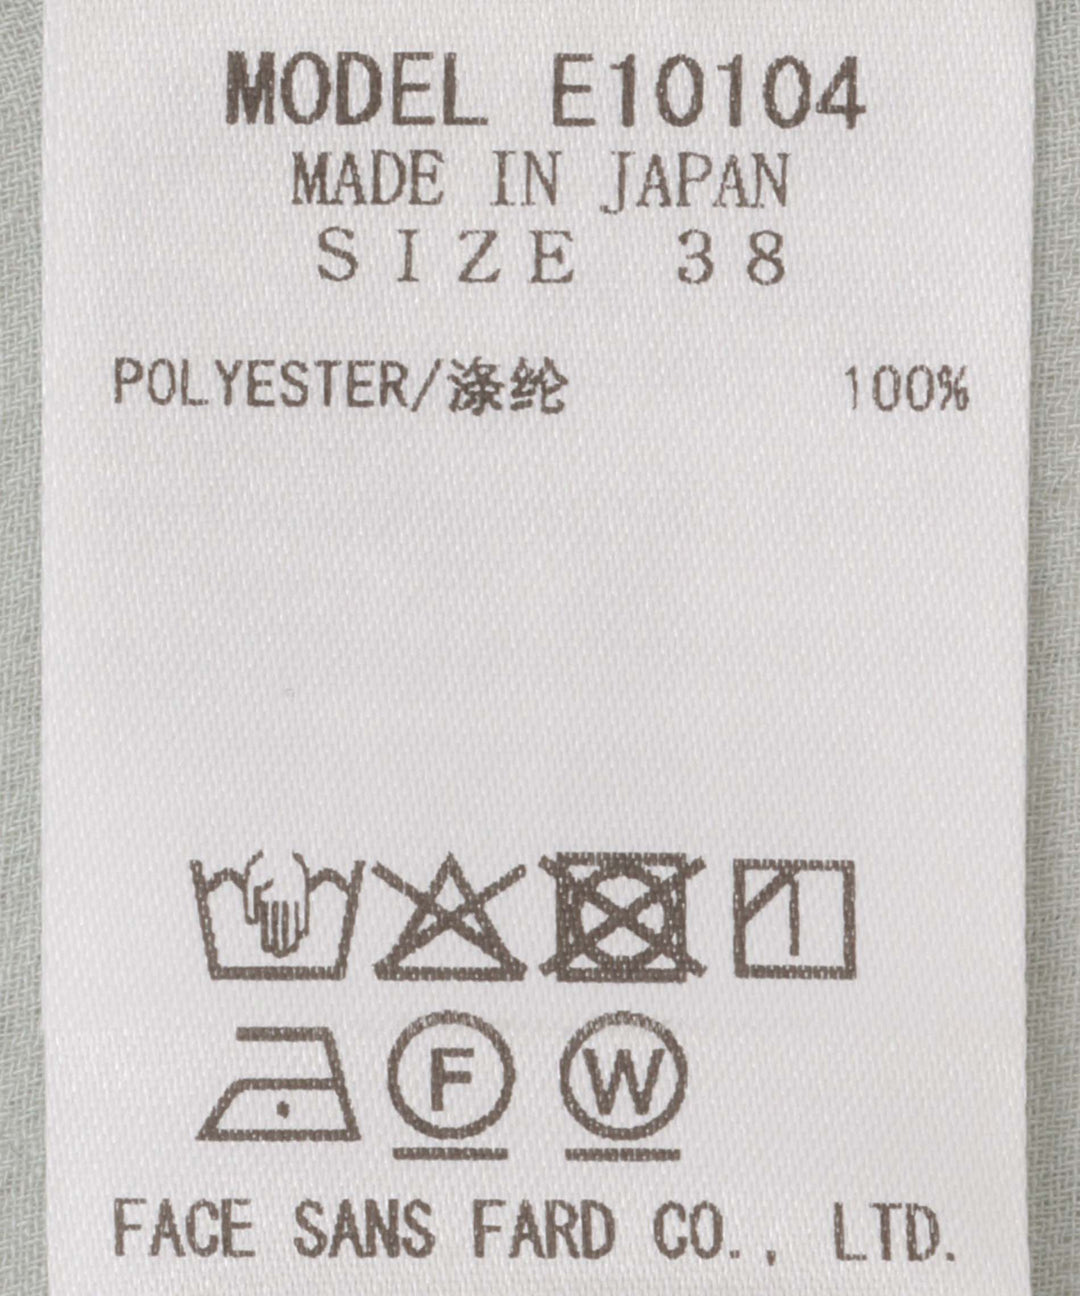 MODEL E10104
MADE IN JAPAN
SIZE 38
POLYESTER/涤纶 100%
F W
FACE SANS FARD CO., LTD.